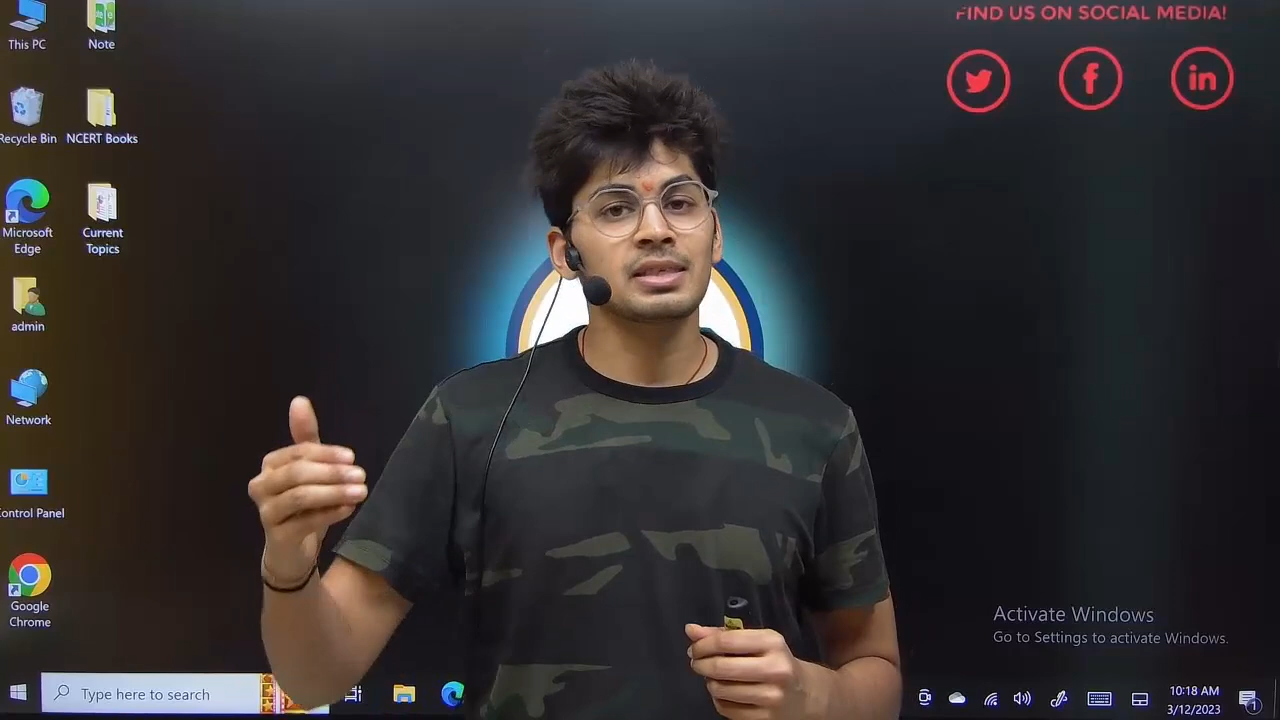 This PC
Note
Recycle Bin
NCERT Books
Microsoft
Edge
Current
Topics
admin
Network
Control Panel
Google
Chrome
FIND US ON SOCIAL MEDIA!
f
in
Activate Windows
Go to Settings to activate Windows.
Type here to search
10:18 AM
3/12/2023
1